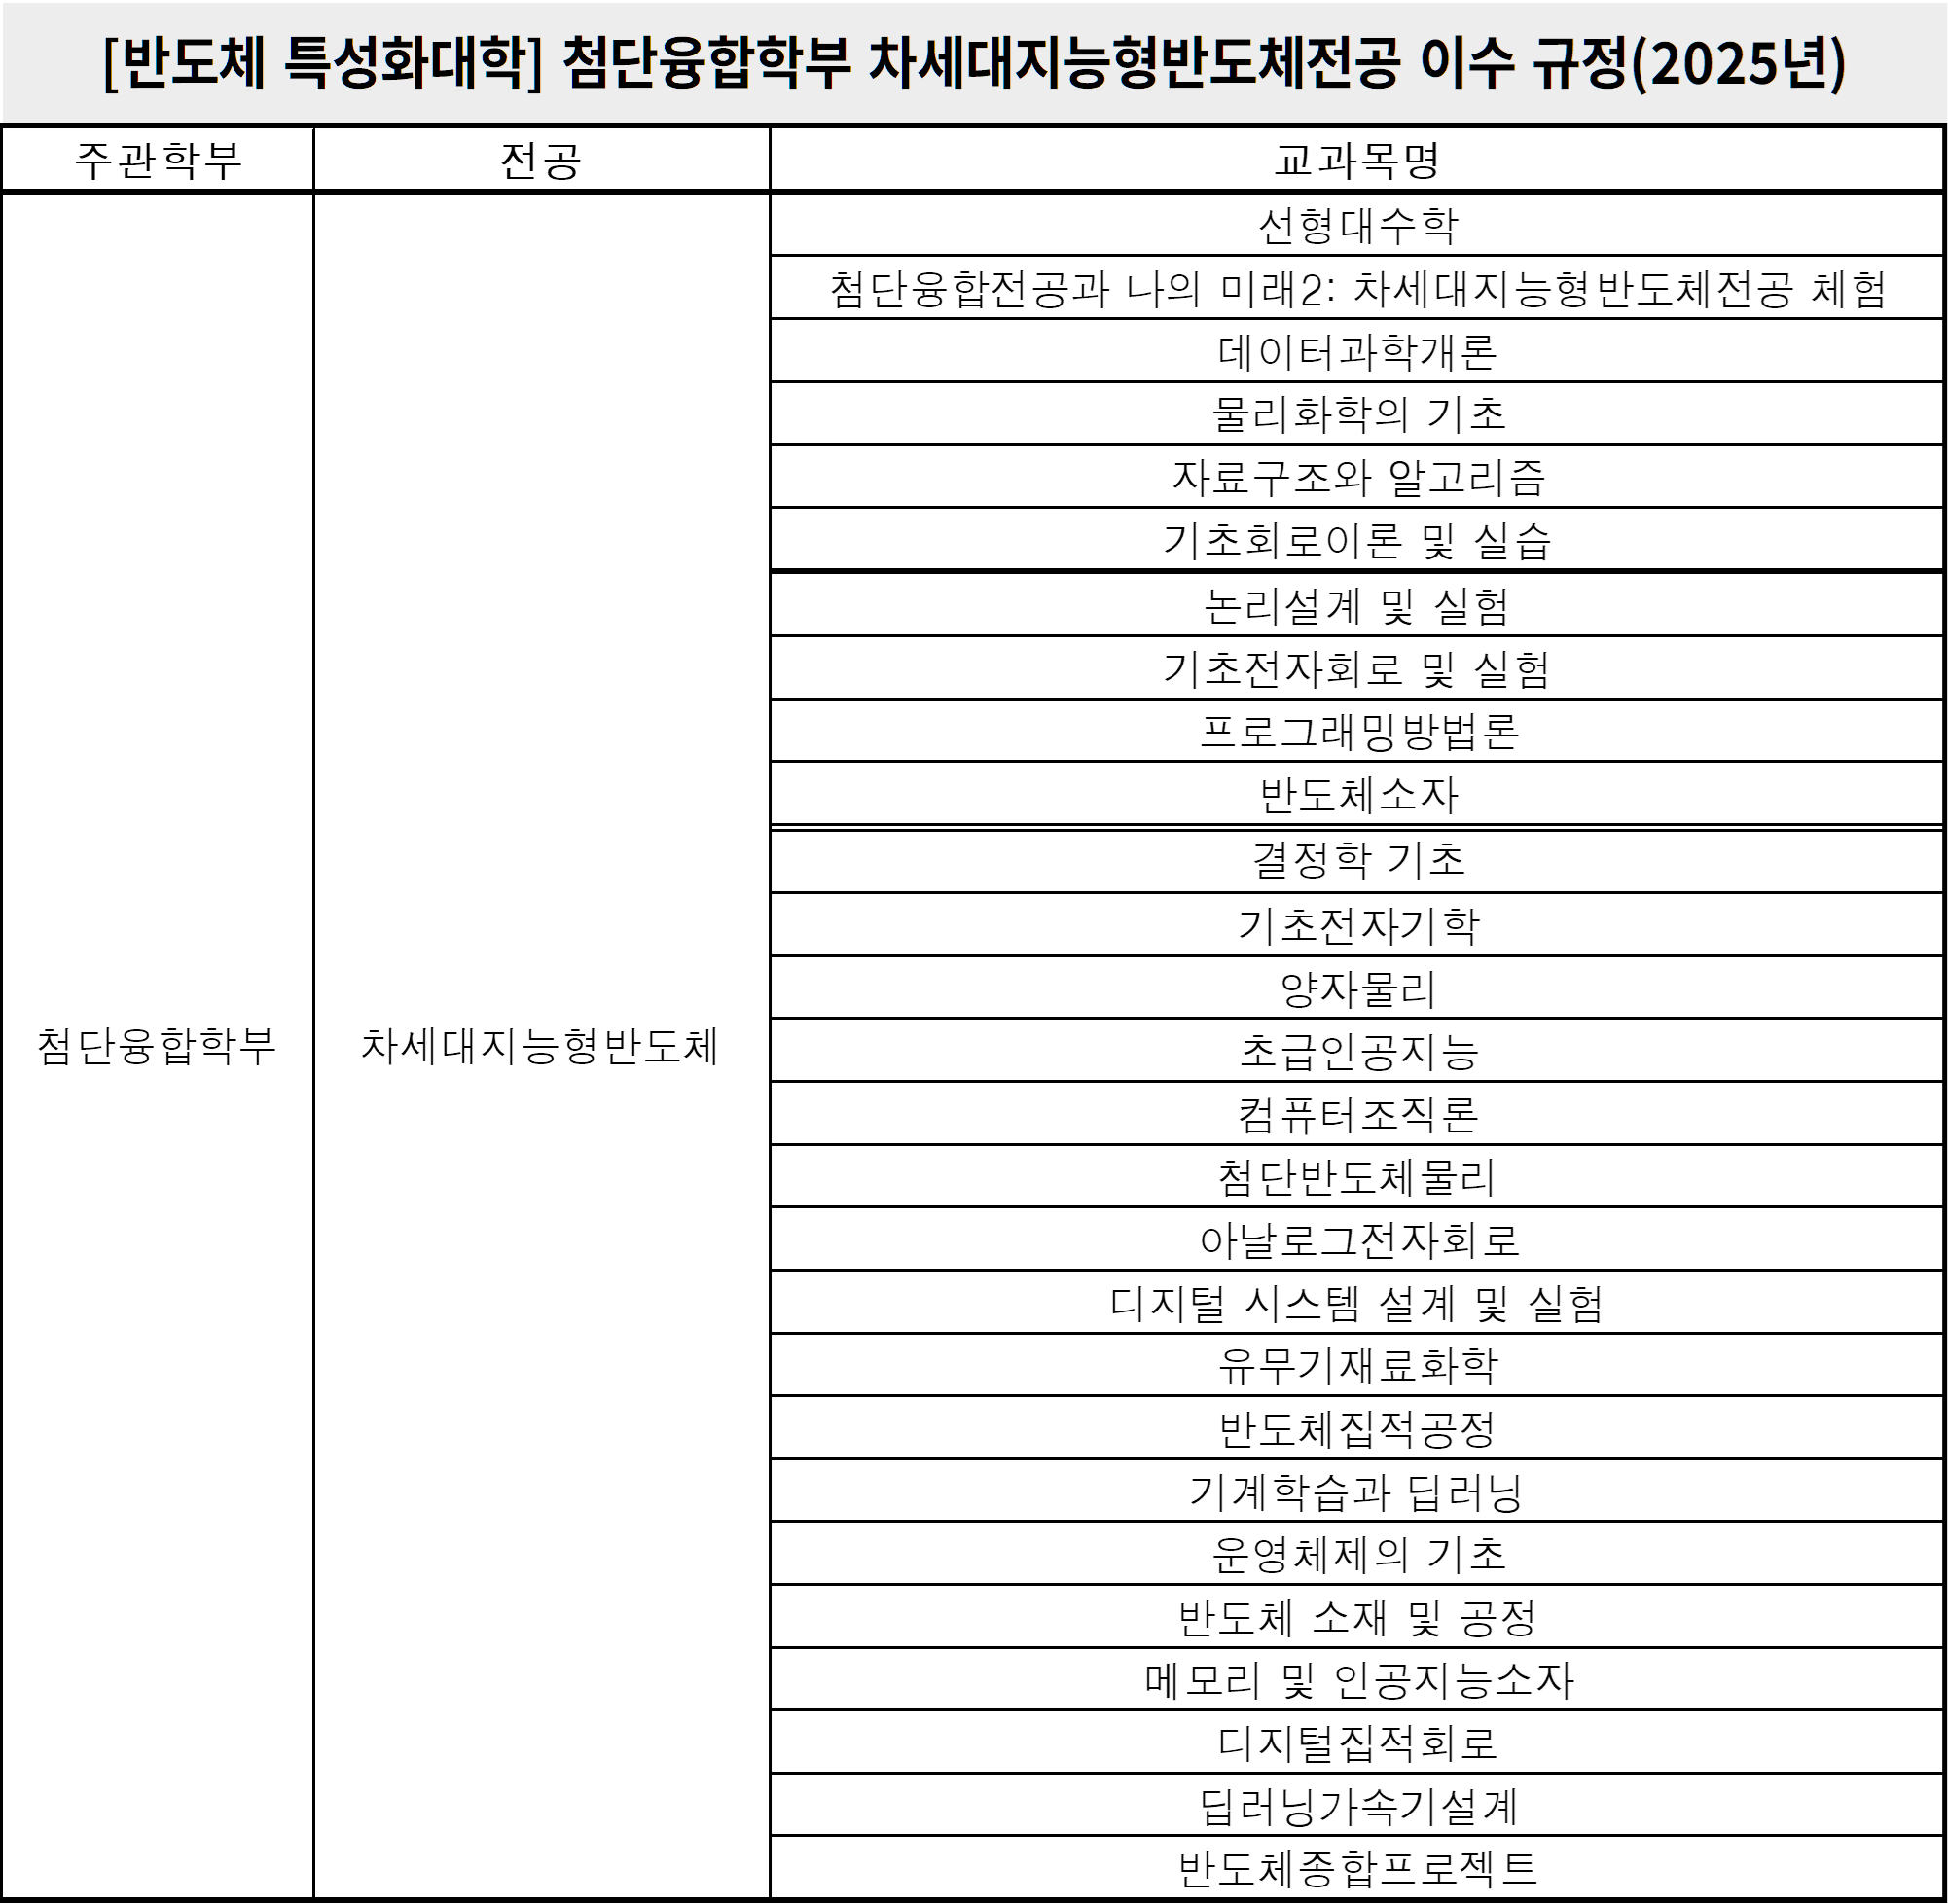 [반도체 특성화대학] 첨단융합학부 차세대지능형반도체전공 이수 규정(2025년)
주관학부 전공 교과목명
선형대수학
첨단융합전공과 나의 미래2: 차세대지능형반도체전공 체험
데이터과학개론
물리화학의 기초
자료구조와 알고리즘
기초회로이론 및 실습
논리설계 및 실험
기초전자회로 및 실험
프로그래밍방법론
반도체소자
결정학 기초
기초전자기학
양자물리
첨단융합학부 차세대지능형반도체 초급인공지능
컴퓨터조직론
첨단반도체물리
아날로그전자회로
디지털 시스템 설계 및 실험
유무기재료화학
반도체집적공정
기계학습과 딥러닝
운영체제의 기초
반도체 소재 및 공정
메모리 및 인공지능소자
디지털집적회로
딥러닝가속기설계
반도체종합프로젝트